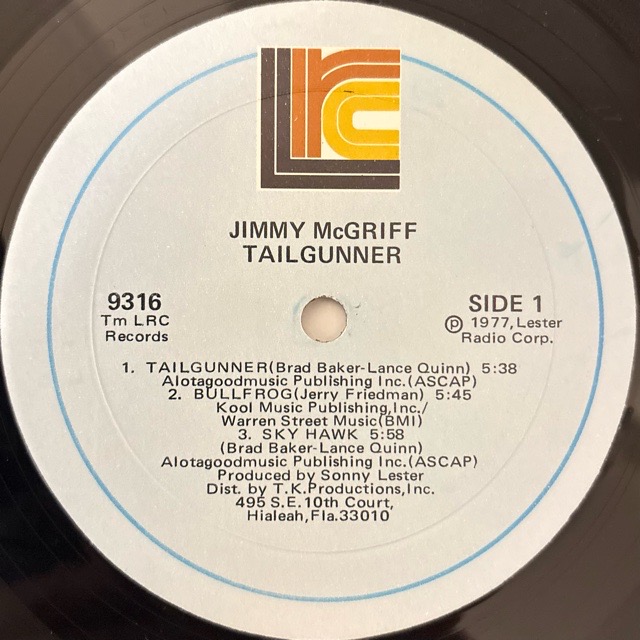 lrc
JIMMY McGRIFF
TAILGUNNER
9316
Tm LRC
Records
SIDE 1
℗ 1977, Lester
Radio Corp.
1. TAILGUNNER(Brad Baker-Lance Quinn) 5:38
Alotagoodmusic Publishing Inc.(ASCAP)
2. BULLFROG(Jerry Friedman) 5:45
Kool Music Publishing,Inc./
Warren Street Music(BMI)
3. SKY HAWK 5:58
(Brad Baker-Lance Quinn)
Alotagoodmusic Publishing Inc.(ASCAP)
Produced by Sonny Lester
Dist. by T.K.Productions,Inc.
495 S.E.10th Court,
Hialeah,Fla.33010